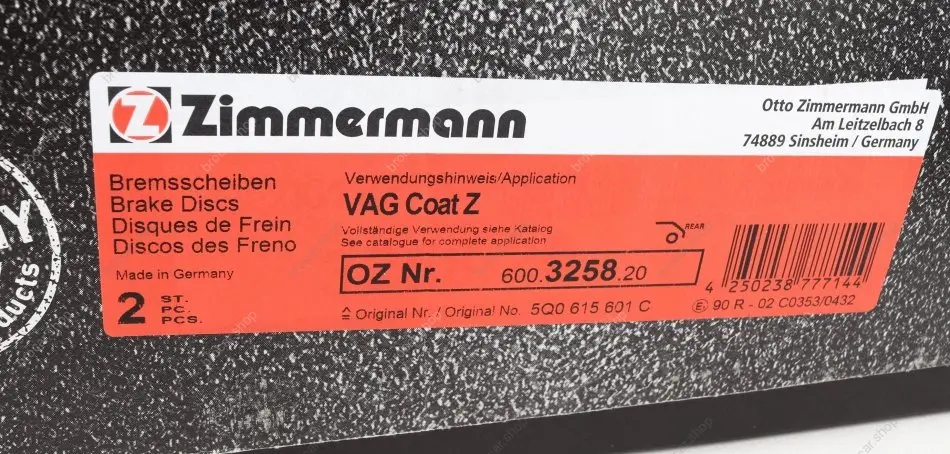 Z Zimmermann
Otto Zimmermann GmbH
Am Leitzelbach 8
74889 Sinsheim / Germany
Bremsscheiben
Brake Discs
Disques de Frein
Discos des Freno
Made in Germany
2 ST.
PC.
PCS.
Verwendungshinweis/Application
VAG Coat Z
Vollständige Verwendung siehe Katalog
See catalogue for complete application
REAR
OZ Nr. 600.3258.20
≙ Original Nr. / Original No. 5Q0 615 601 C
4 250238 777144
E1 90 R - 02 C0353/0432